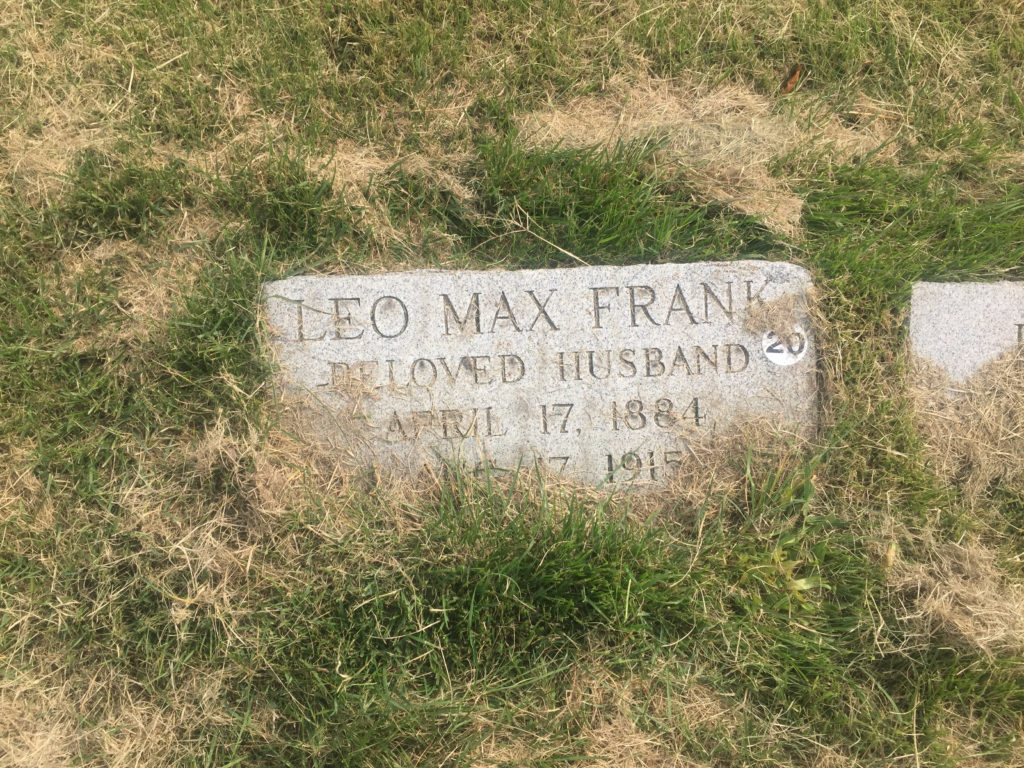 LEO MAX FRANK
20
BELOVED HUSBAND
APRIL 17, 1884
17 1915